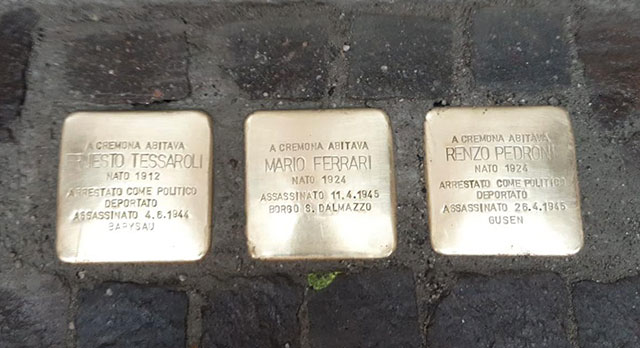 A CREMONA ABITAVA
ERNESTO TESSAROLI
NATO 1912
ARRESTATO COME POLITICO
DEPORTATO
ASSASSINATO 4.6.1944
A CREMONA ABITAVA
MARIO FERRARI
NATO 1924
ASSASSINATO 11.4.1945
BORGO S. DALMAZZO
A CREMONA ABITAVA
RENZO PEDRONI
NATO 1924
ARRESTATO COME POLITICO
DEPORTATO
ASSASSINATO 26.4.1945
GUSEN